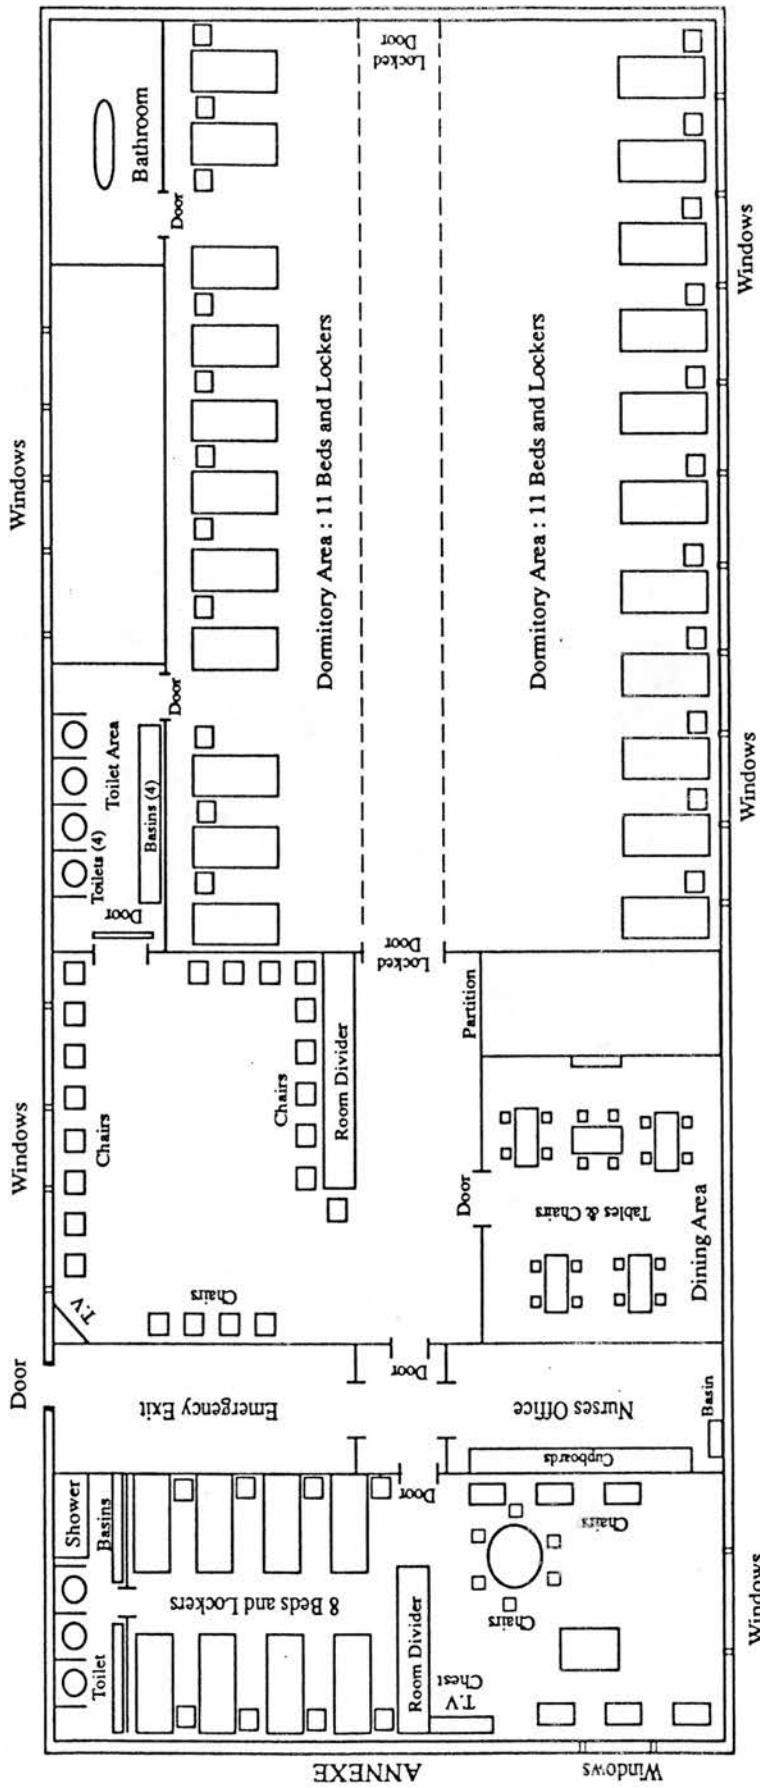 Windows
Bathroom
Door
Locked
Door
Dormitory Area : 11 Beds and Lockers
Dormitory Area : 11 Beds and Lockers
Windows
Door
Toilet Area
Toilets (4)
Basins (4)
Door
Windows
Locked
Door
Windows
Chairs
Chairs
Room Divider
Partition
Door
Tables & Chairs
Dining Area
Chairs
T.V
Door
Emergency Exit
Door
Nurses Office
Basin
Cupboards
Door
Shower
Basins
Toilet
8 Beds and Lockers
Room Divider
T.V
Chest
Chairs
Chairs
Windows
Windows
ANNEXE